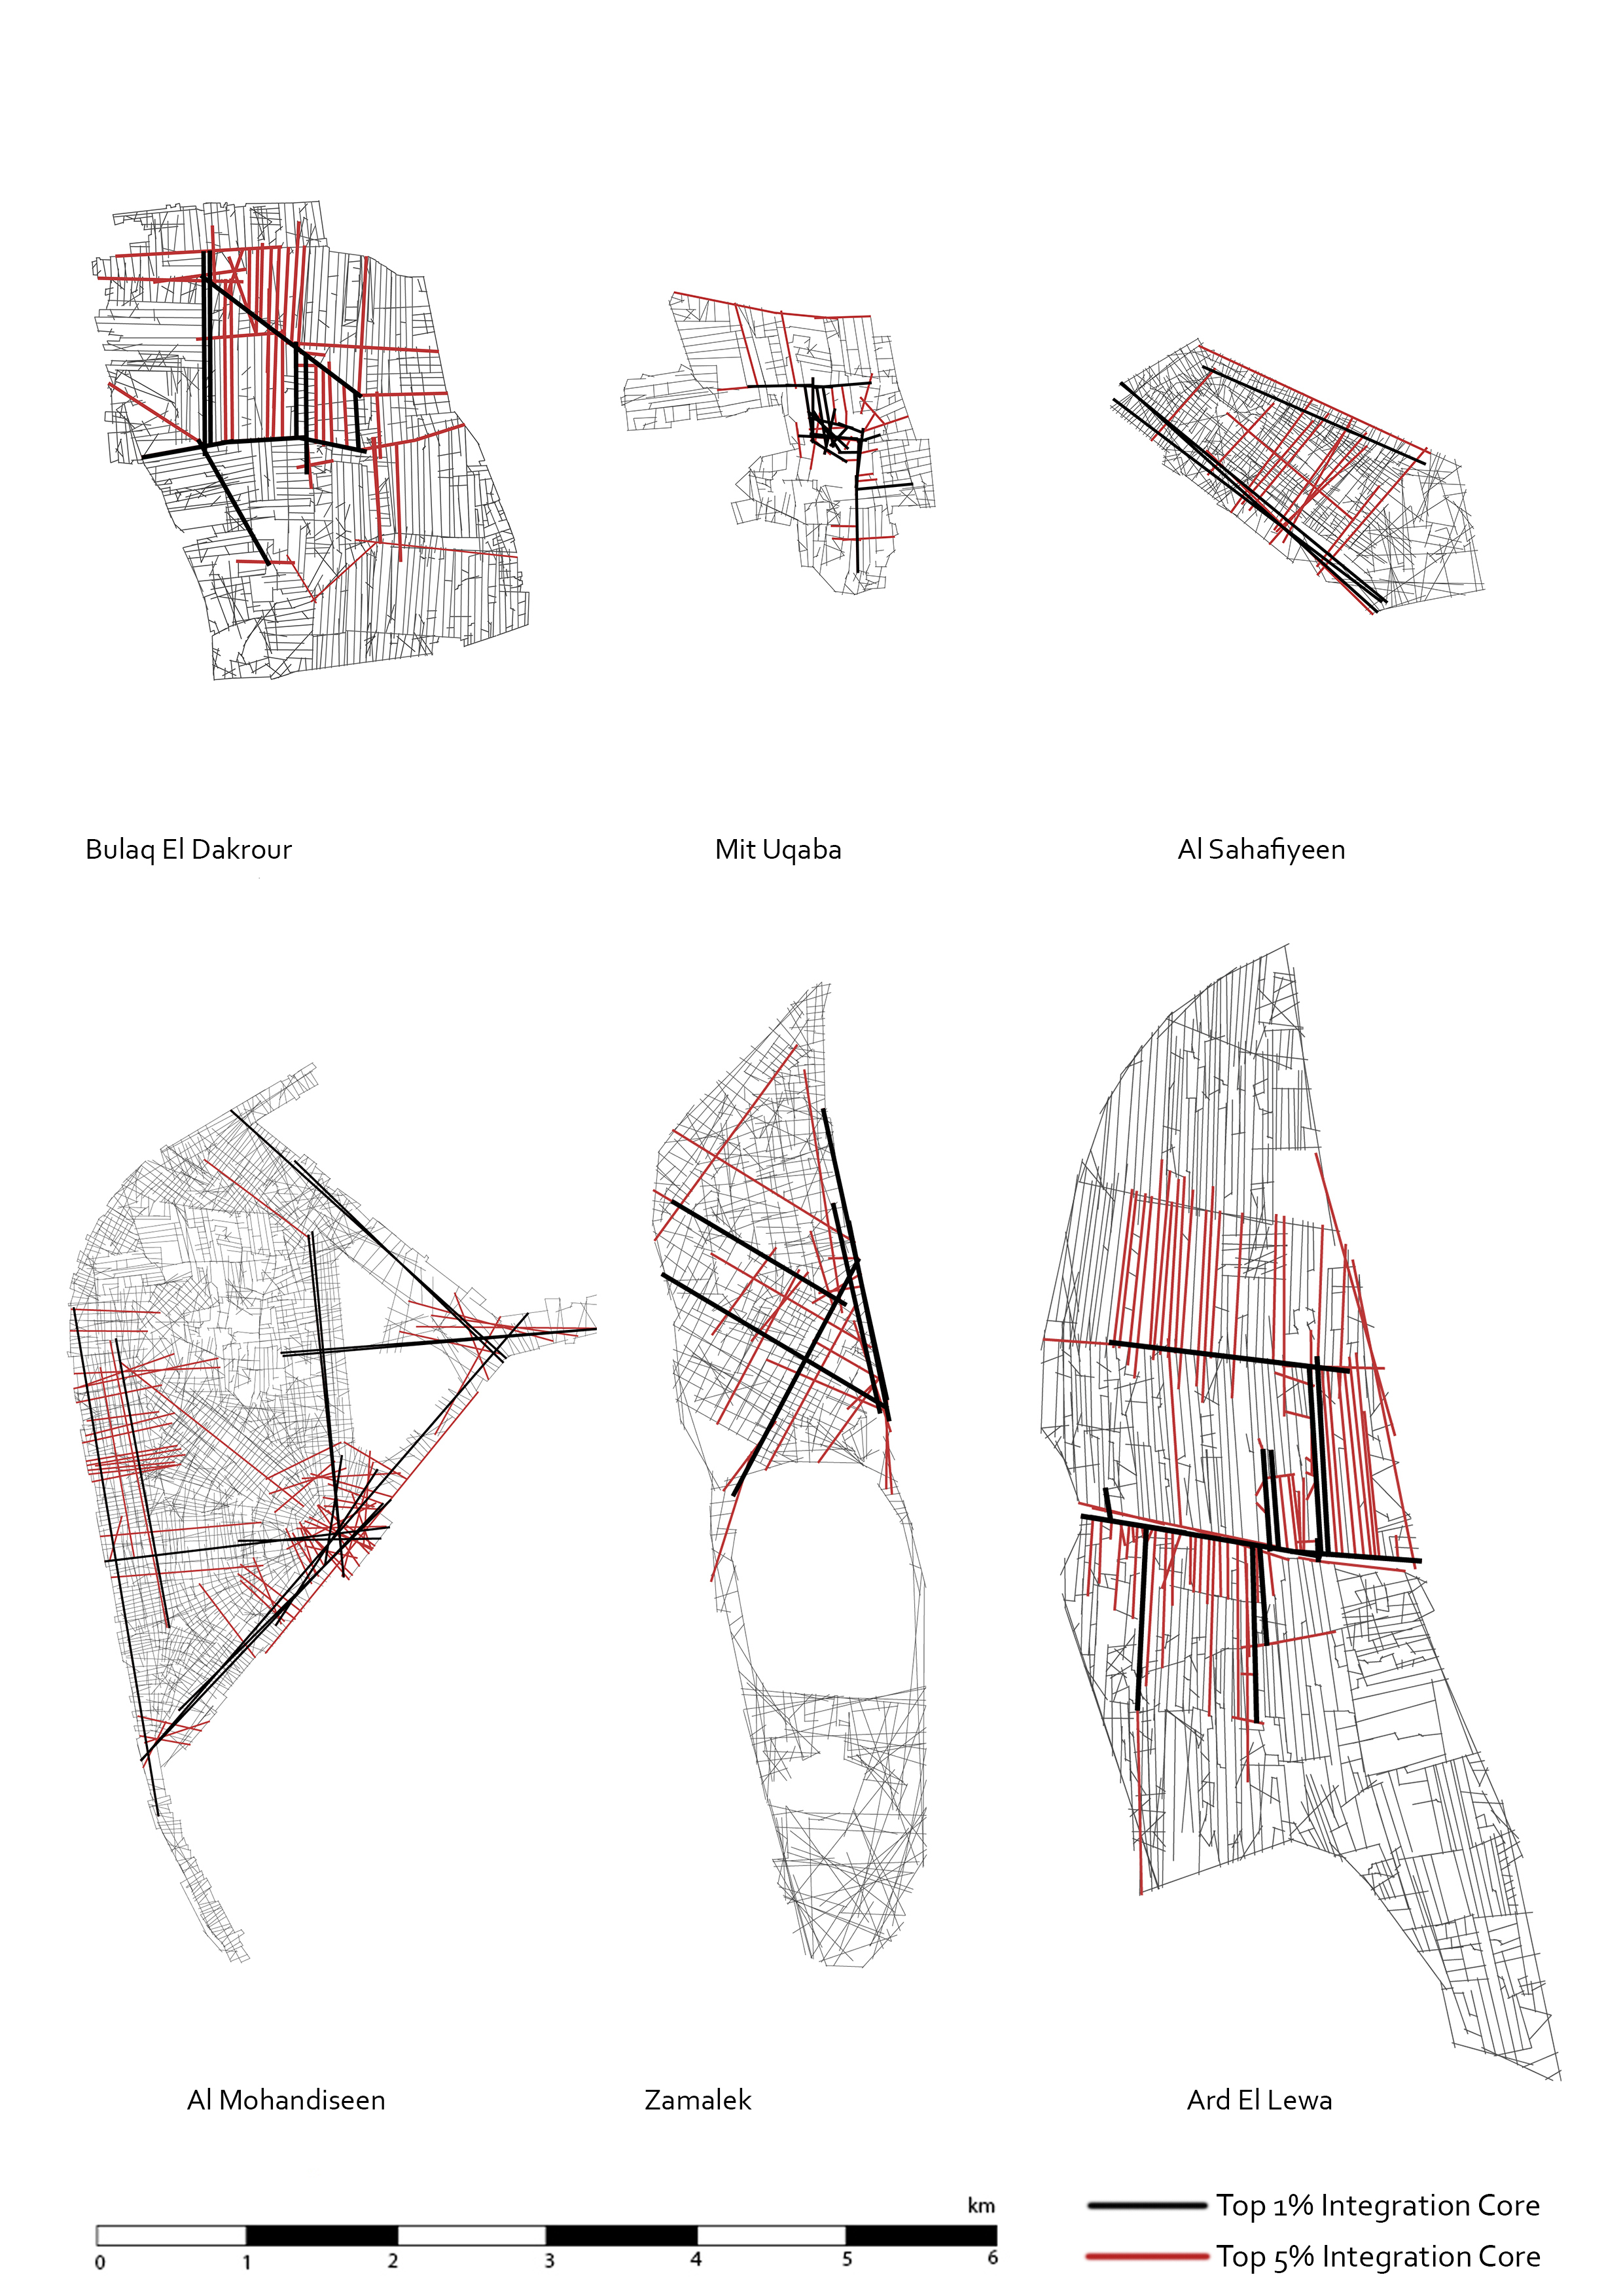 Bulaq El Dakrour
Mit Uqaba
Al Sahafiyeen
Al Mohandiseen
Zamalek
Ard El Lewa
km
0 1 2 3 4 5 6
Top 1% Integration Core
Top 5% Integration Core